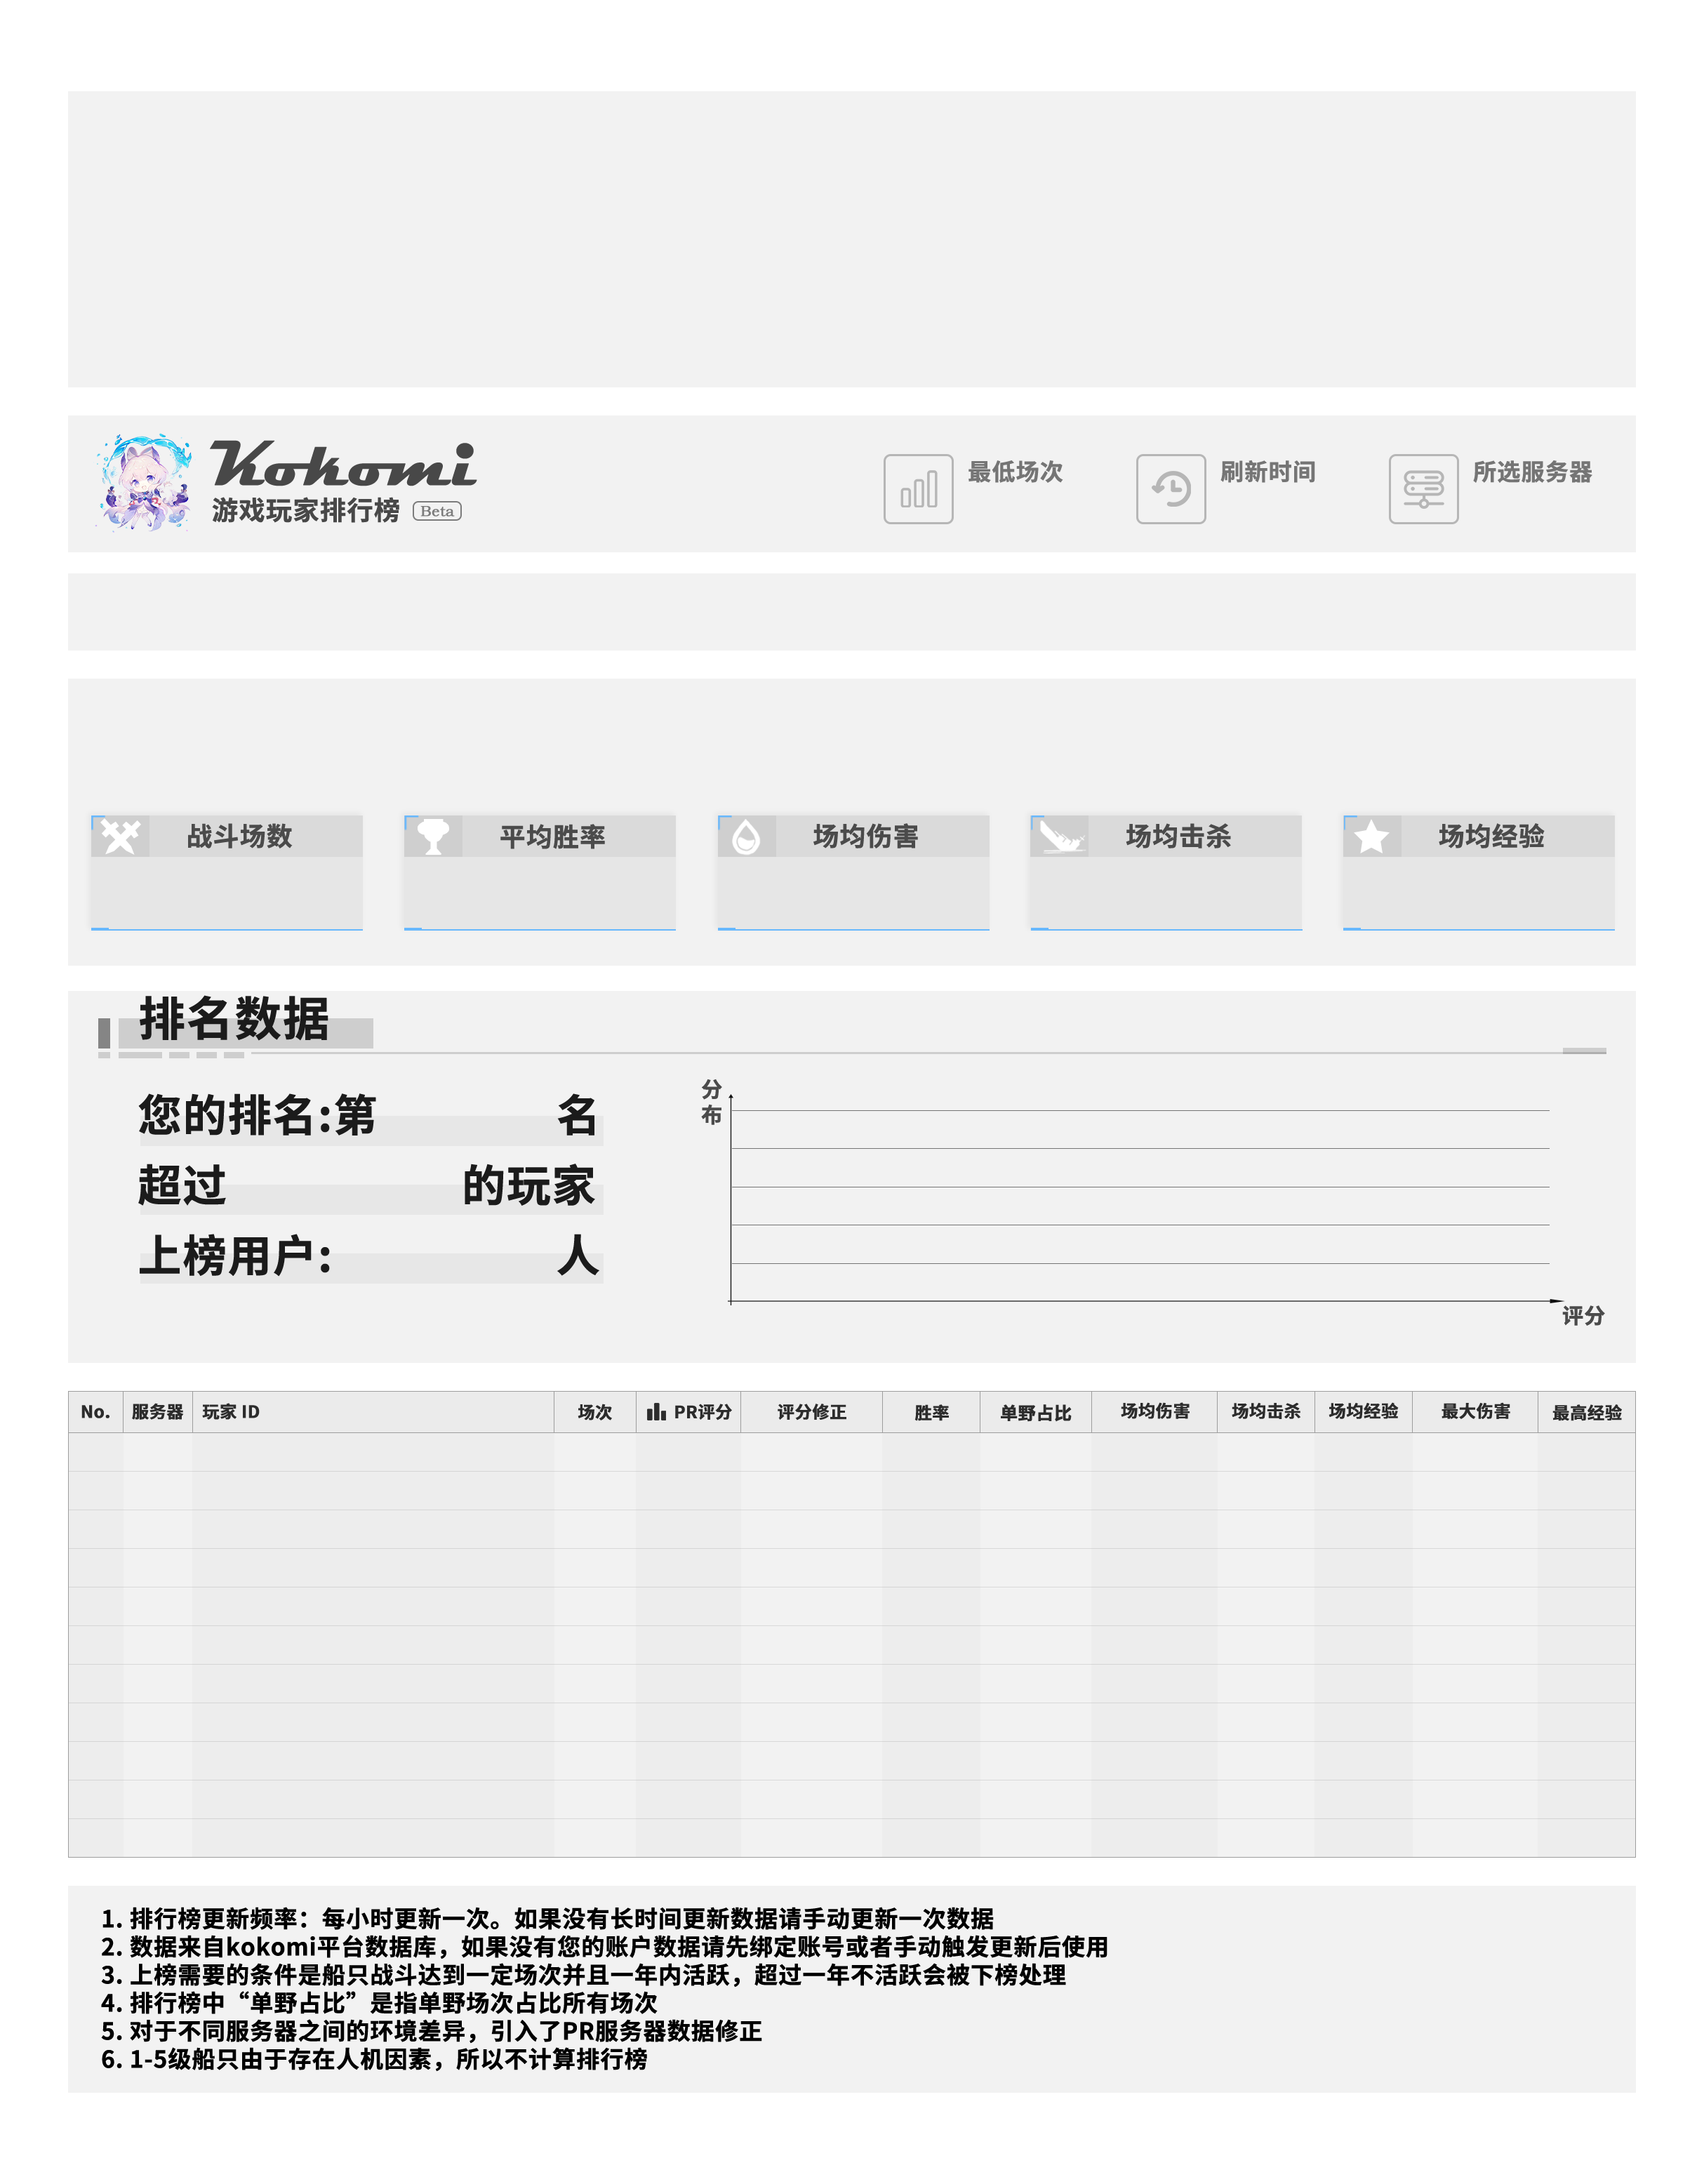 Kokomi
游戏玩家排行榜 Beta
最低场次
刷新时间
所选服务器
战斗场数
平均胜率
场均伤害
场均击杀
场均经验
排名数据
您的排名:第 名
超过 的玩家
上榜用户: 人
分
布
评分
No. 服务器 玩家 ID 场次 PR评分 评分修正 胜率 单野占比 场均伤害 场均击杀 场均经验 最大伤害 最高经验
1. 排行榜更新频率：每小时更新一次。如果没有长时间更新数据请手动更新一次数据
2. 数据来自kokomi平台数据库，如果没有您的账户数据请先绑定账号或者手动触发更新后使用
3. 上榜需要的条件是船只战斗达到一定场次并且一年内活跃，超过一年不活跃会被下榜处理
4. 排行榜中“单野占比”是指单野场次占比所有场次
5. 对于不同服务器之间的环境差异，引入了PR服务器数据修正
6. 1-5级船只由于存在人机因素，所以不计算排行榜